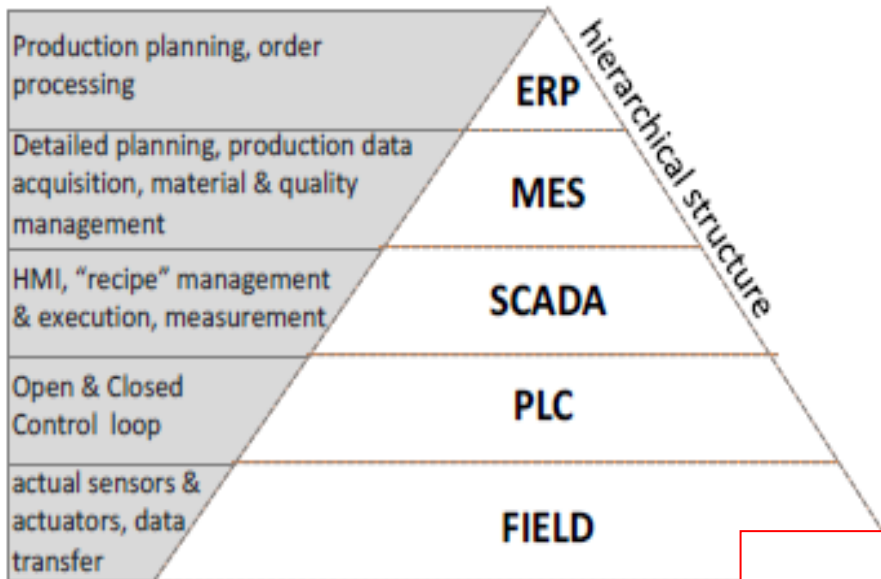 Production planning, order
processing
ERP
hierarchical structure
Detailed planning, production data
acquisition, material & quality
management
MES
HMI, “recipe” management
& execution, measurement
SCADA
Open & Closed
Control loop
PLC
actual sensors &
actuators, data
transfer
FIELD